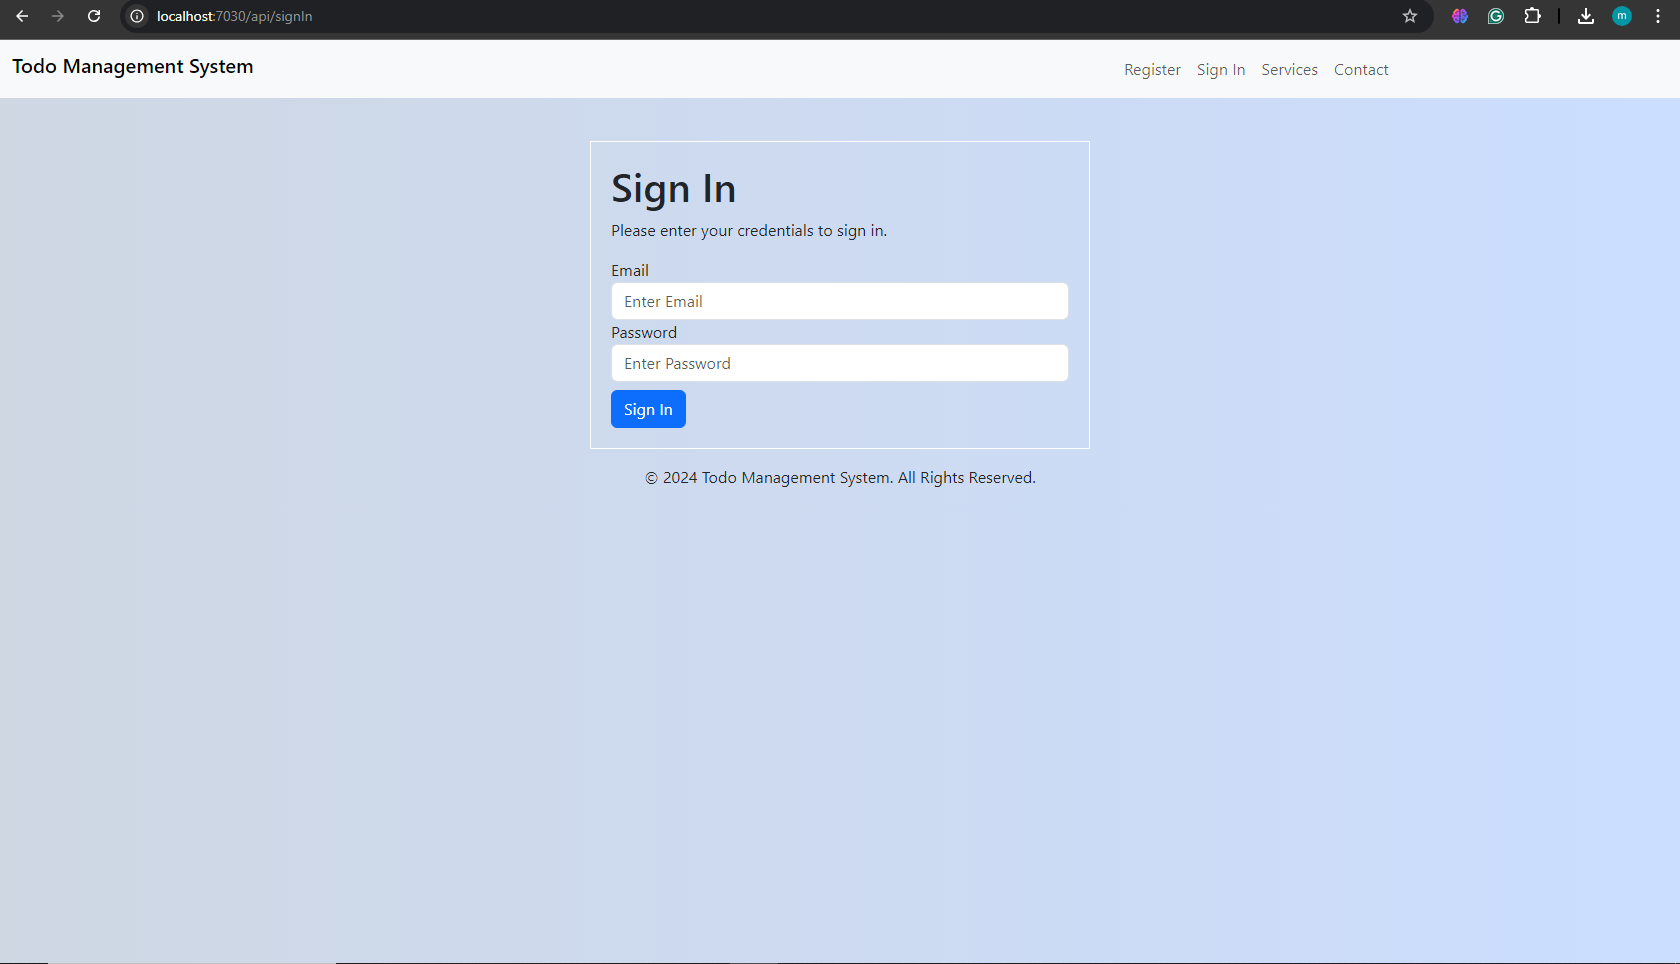 localhost:7030/api/signIn
m
Todo Management System
Register Sign In Services Contact
Sign In
Please enter your credentials to sign in.
Email
Enter Email
Password
Enter Password
Sign In
© 2024 Todo Management System. All Rights Reserved.